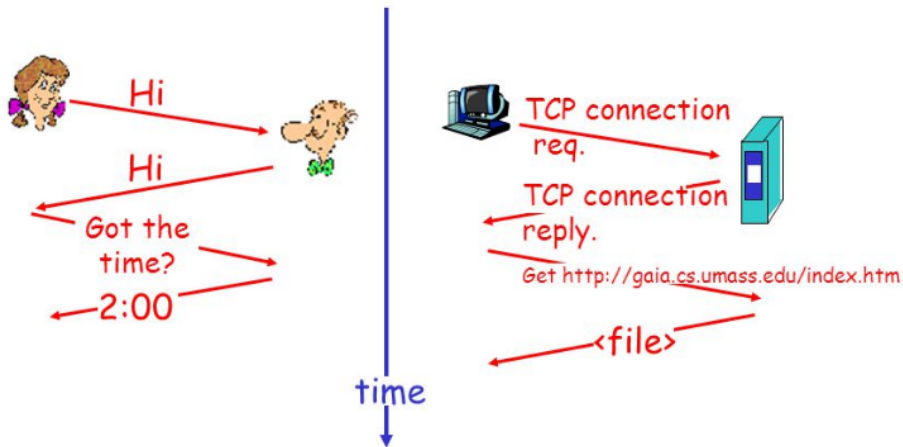 Hi
Hi
Got the
time?
2:00
time
TCP connection
req.
TCP connection
reply.
Get http://gaia.cs.umass.edu/index.htm
<file>